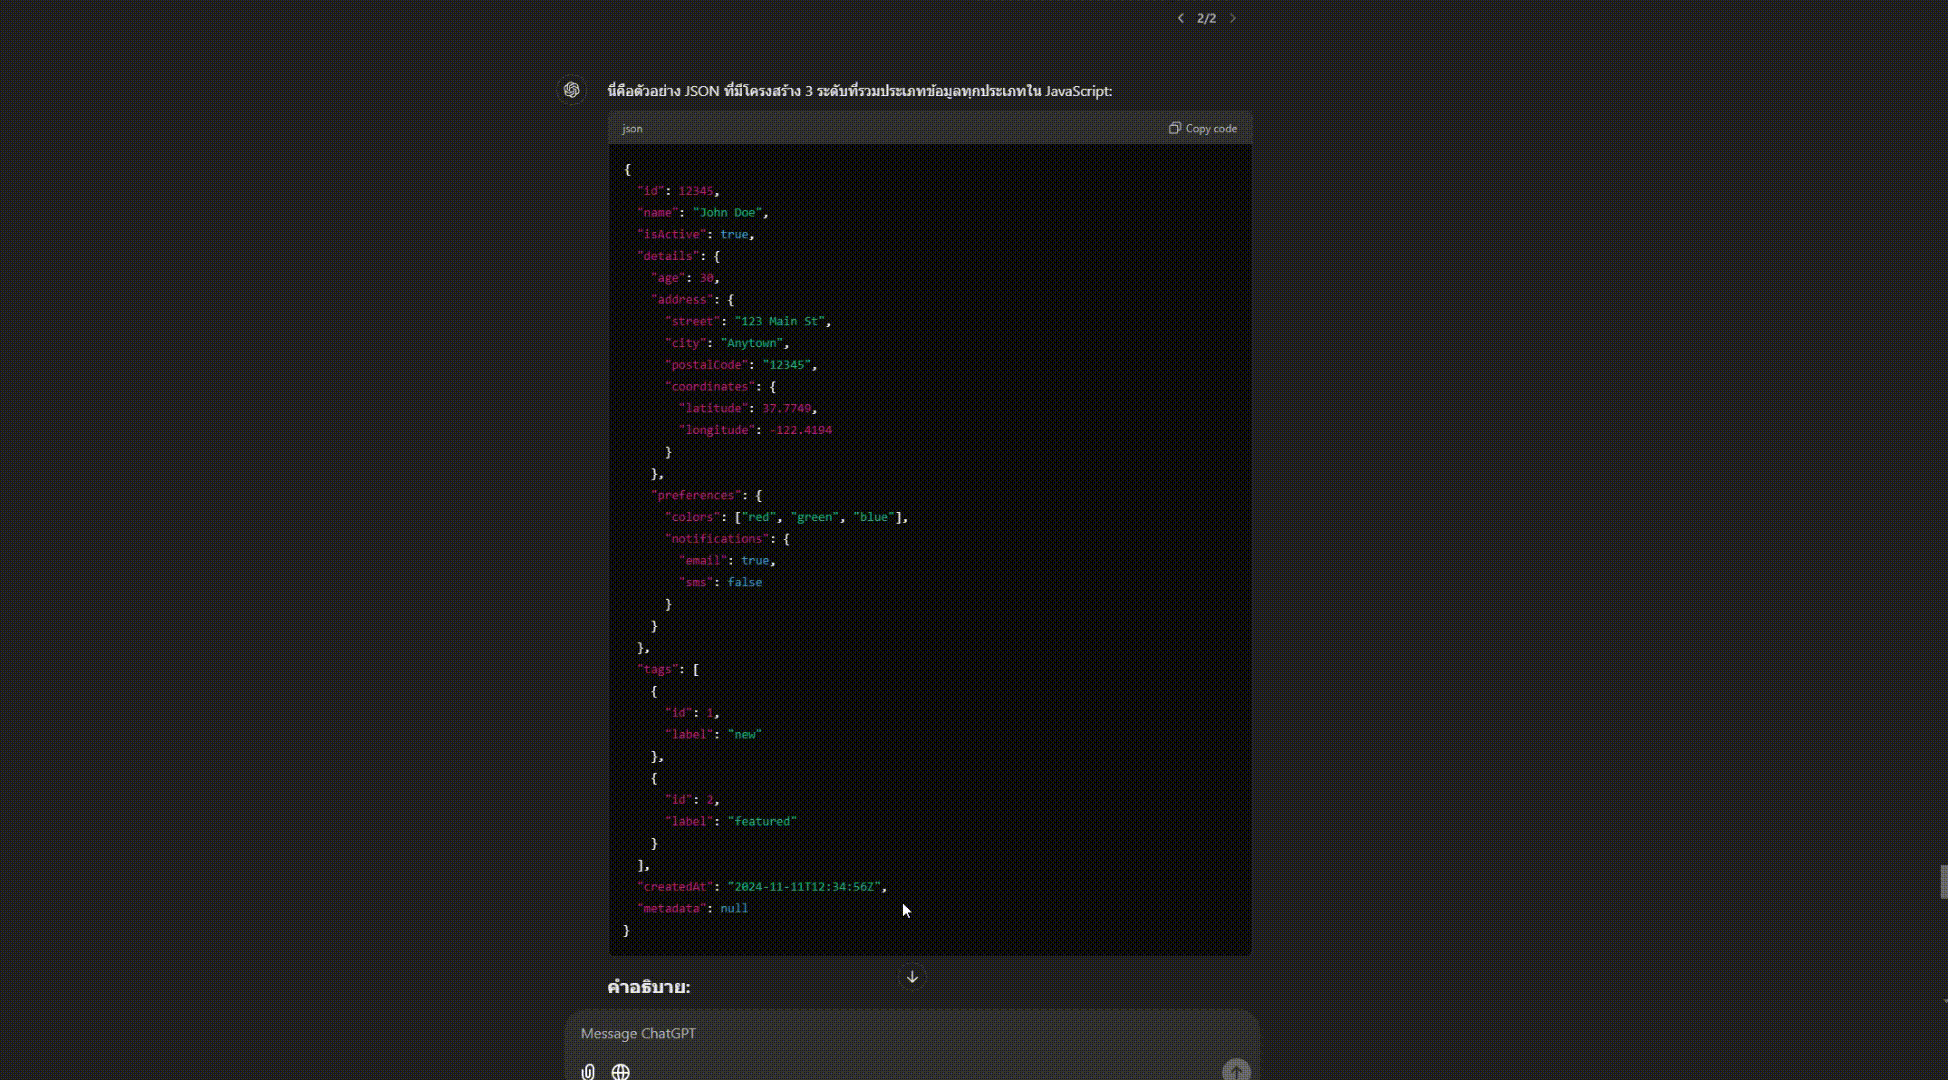 2/2
นี่คือตัวอย่าง JSON ที่มีโครงสร้าง 3 ระดับที่รวมประเภทข้อมูลทุกประเภทใน JavaScript:
json
Copy code
{
  "id": 12345,
  "name": "John Doe",
  "isActive": true,
  "details": {
    "age": 30,
    "address": {
      "street": "123 Main St",
      "city": "Anytown",
      "postalCode": "12345",
      "coordinates": {
        "latitude": 37.7749,
        "longitude": -122.4194
      }
    },
    "preferences": {
      "colors": ["red", "green", "blue"],
      "notifications": {
        "email": true,
        "sms": false
      }
    }
  },
  "tags": [
    {
      "id": 1,
      "label": "new"
    },
    {
      "id": 2,
      "label": "featured"
    }
  ],
  "createdAt": "2024-11-11T12:34:56Z",
  "metadata": null
}
คำอธิบาย:
Message ChatGPT